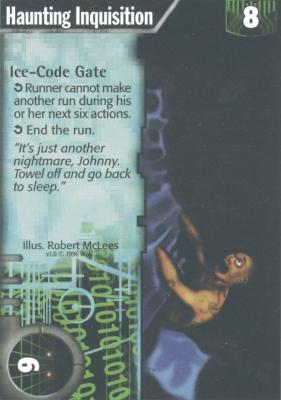 Haunting Inquisition
8
Ice-Code Gate
Runner cannot make
another run during his
or her next six actions.
End the run.
"It's just another
nightmare, Johnny.
Towel off and go back
to sleep."
Illus. Robert McLees
v1.0 © 1996 WotC
6